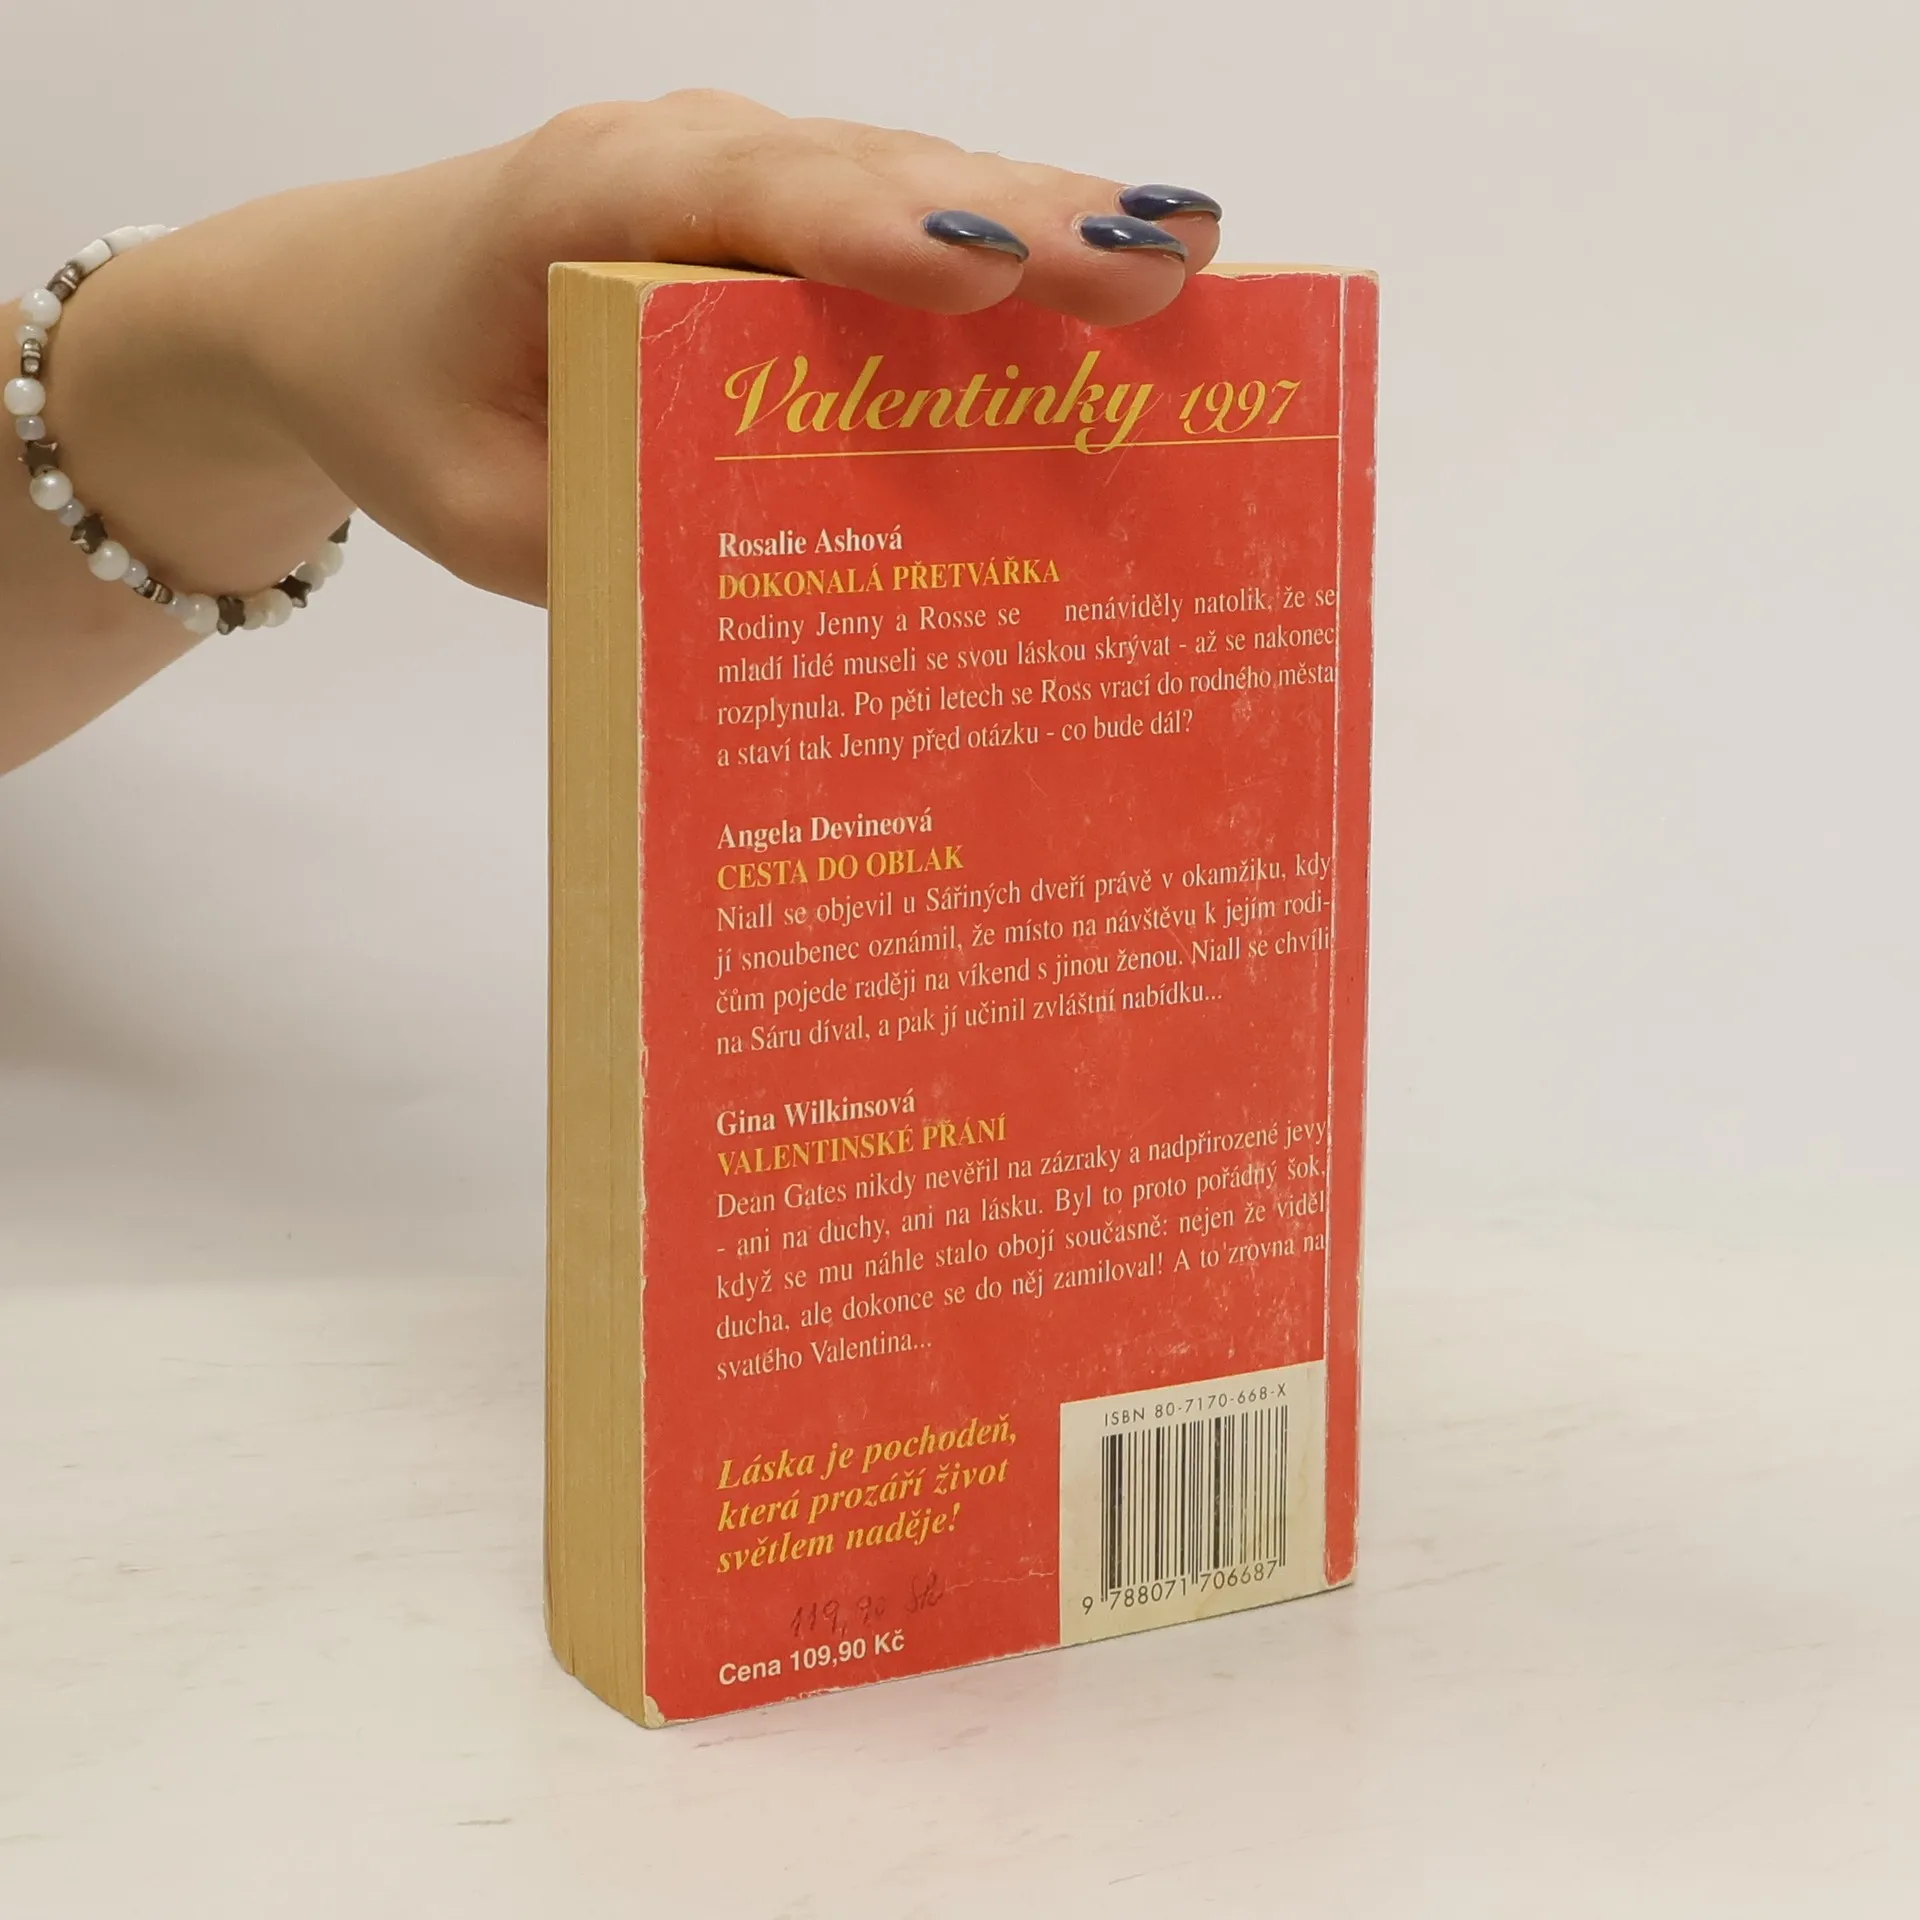 Valentinky 1997
Rosalie Ashová
DOKONALÁ PŘETVÁŘKA
Rodiny Jenny a Rosse se nenáviděly natolik, že se
mladí lidé museli se svou láskou skrývat - až se nakonec
rozplynula. Po pěti letech se Ross vrací do rodného města
a staví tak Jenny před otázku - co bude dál?
Angela Devineová
CESTA DO OBLAK
Niall se objevil u Sářiných dveří právě v okamžiku, kdy
jí snoubenec oznámil, že místo na návštěvu k jejím rodi-
čům pojede raději na víkend s jinou ženou. Niall se chvíli
na Sáru díval, a pak jí učinil zvláštní nabídku...
Gina Wilkinsová
VALENTINSKÉ PŘÁNÍ
Dean Gates nikdy nevěřil na zázraky a nadpřirozené jevy
- ani na duchy, ani na lásku. Byl to proto pořádný šok,
když se mu náhle stalo obojí současně: nejen že viděl
ducha, ale dokonce se do něj zamiloval! A to zrovna na
svatého Valentina...
Láska je pochodeň,
která prozáří život
světlem naděje!
119,90 Sk
Cena 109,90 Kč
ISBN 80-7170-668-X
9 788071 706687